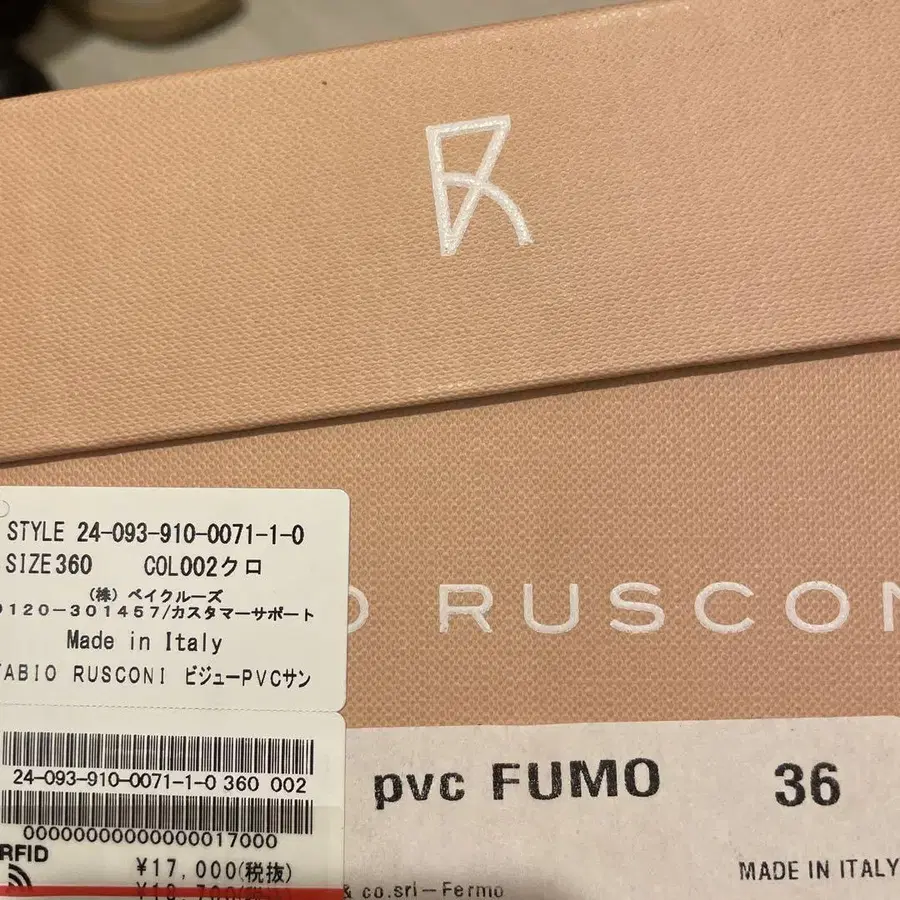 RUSCON
STYLE 24-093-910-0071-1-0
SIZE360 COL002クロ
(株) ベイクルーズ
0120-301457/カスタマーサポート
Made in Italy
FABIO RUSCONI ビジューPVCサン
24-093-910-0071-1-0 360 002
00000000000000017000
RFID
¥17,000(税抜)
pvc FUMO 36
MADE IN ITALY
& co.srl-Fermo